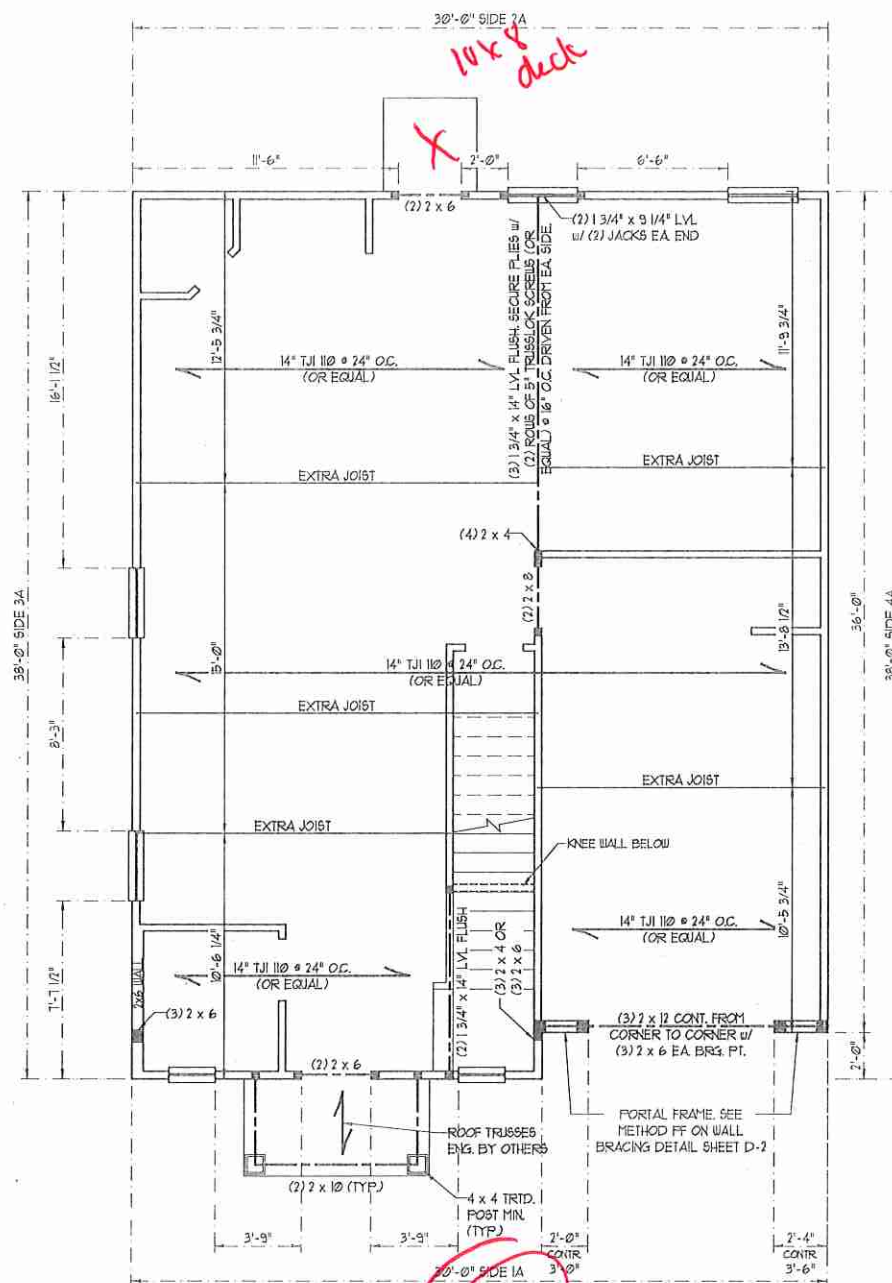 30'-0" SIDE 2A
10 x 8
deck
X
11'-6"
2'-0"
6'-6"
(2) 2 x 6
(2) 1 3/4" x 9 1/4" LVL
w/ (2) JACKS EA. END
(3) 1 3/4" x 14" LVL FLUSH. SECURE PLIES w/
(2) ROWS OF 5" TRUSSLOK SCREWS (OR
EQUAL) @ 16" O.C. DRIVEN FROM EA. SIDE.
12'-5 3/4"
11'-9 3/4"
16'-1 1/2"
14" TJI 110 @ 24" O.C.
(OR EQUAL)
14" TJI 110 @ 24" O.C.
(OR EQUAL)
EXTRA JOIST
EXTRA JOIST
(4) 2 x 4
(2) 2 x 8
38'-0" SIDE 3A
36'-0"
38'-0" SIDE 4A
13'-0"
13'-8 1/2"
14" TJI 110 @ 24" O.C.
(OR EQUAL)
8'-3"
EXTRA JOIST
EXTRA JOIST
EXTRA JOIST
KNEE WALL BELOW
14" TJI 110 @ 24" O.C.
(OR EQUAL)
10'-5 3/4"
7'-7 1/2"
2x6 WALL
10'-6 1/4"
14" TJI 110 @ 24" O.C.
(OR EQUAL)
(3) 2 x 6
(2) 1 3/4" x 14" LVL FLUSH
(3) 2 x 4 OR
(3) 2 x 6
(3) 2 x 12 CONT. FROM
CORNER TO CORNER w/
(3) 2 x 6 EA. BRG. PT.
2'-0"
(2) 2 x 6
ROOF TRUSSES
ENG. BY OTHERS
PORTAL FRAME. SEE
METHOD PF ON WALL
BRACING DETAIL SHEET D-2
(2) 2 x 10 (TYP.)
4 x 4 TRTD.
POST MIN.
(TYP.)
3'-9"
3'-9"
2'-0"
CONTR
3'-0"
2'-4"
CONTR
3'-6"
30'-0" SIDE 1A